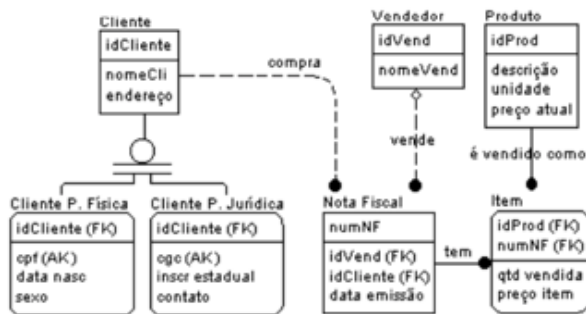 Cliente
idCliente
nomeCli
endereço
compra
Vendedor
idVend
nomeVend
vende
Produto
idProd
descrição
unidade
preço atual
é vendido como
Cliente P. Física
idCliente (FK)
cpf (AK)
data nasc
sexo
Cliente P. Jurídica
idCliente (FK)
cgc (AK)
inscr estadual
contato
Nota Fiscal
numNF
idVend (FK)
idCliente (FK)
data emissão
tem
Item
idProd (FK)
numNF (FK)
qtd vendida
preço item